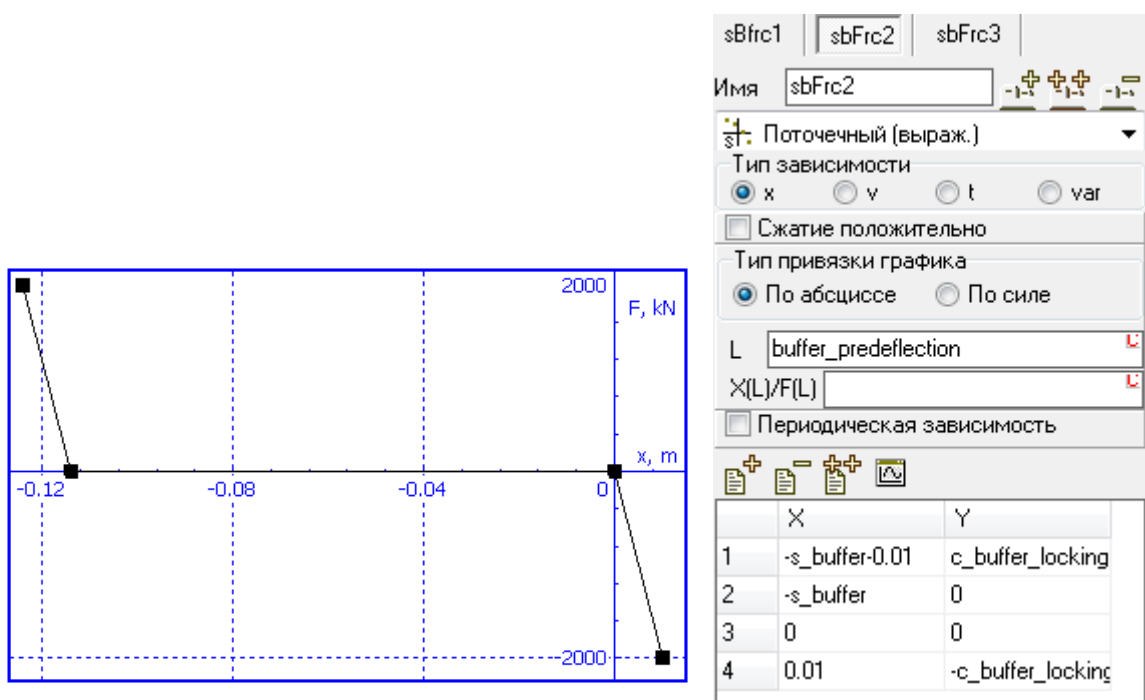 sBfrc1 sbFrc2 sbFrc3
Имя sbFrc2
Поточечный (выраж.)
Тип зависимости
x v t var
Сжатие положительно
Тип привязки графика
По абсциссе По силе
L buffer_predeflection
X(L)/F(L)
Периодическая зависимость
X Y
1 -s_buffer-0.01 c_buffer_locking
2 -s_buffer 0
3 0 0
4 0.01 -c_buffer_locking
2000
F, kN
x, m
-0.12 -0.08 -0.04 0
-2000